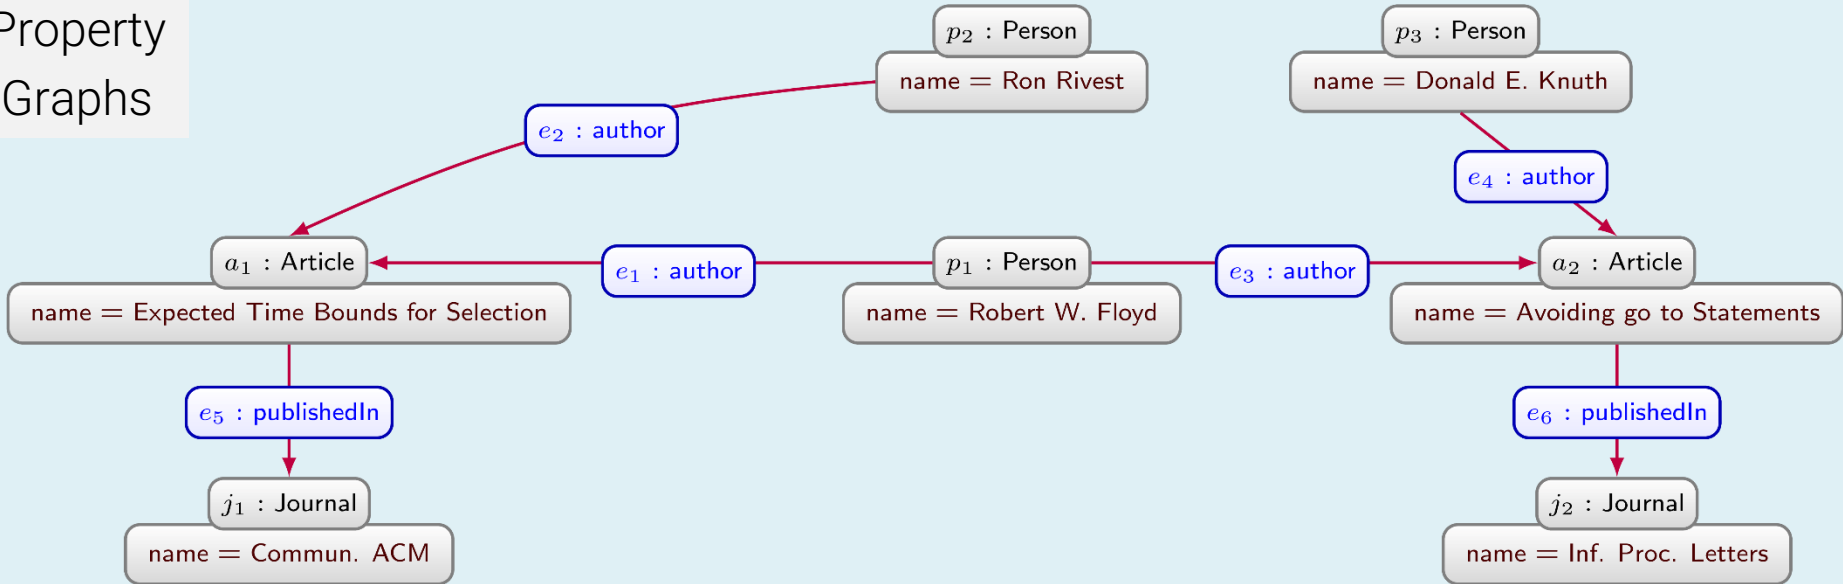 Property
Graphs
p₂ : Person
name = Ron Rivest
p₃ : Person
name = Donald E. Knuth
e₂ : author
e₄ : author
a₁ : Article
name = Expected Time Bounds for Selection
e₁ : author
p₁ : Person
name = Robert W. Floyd
e₃ : author
a₂ : Article
name = Avoiding go to Statements
e₅ : publishedIn
e₆ : publishedIn
j₁ : Journal
name = Commun. ACM
j₂ : Journal
name = Inf. Proc. Letters